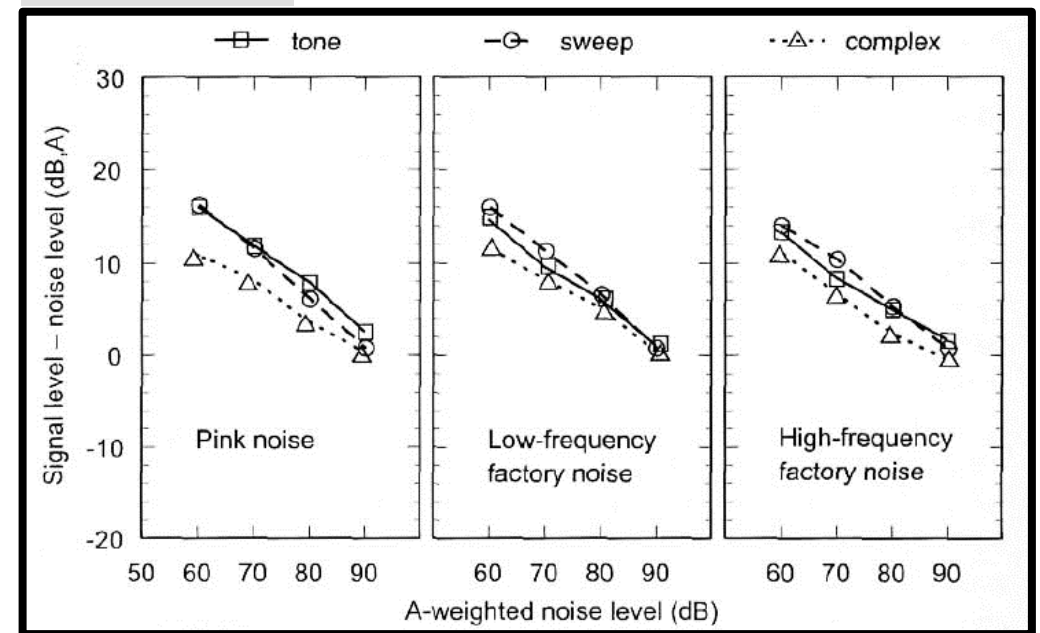 tone sweep complex
Signal level – noise level (dB,A)
30
20
10
0
-10
-20
Pink noise
Low-frequency
factory noise
High-frequency
factory noise
50 60 70 80 90 60 70 80 90 60 70 80 90
A-weighted noise level (dB)